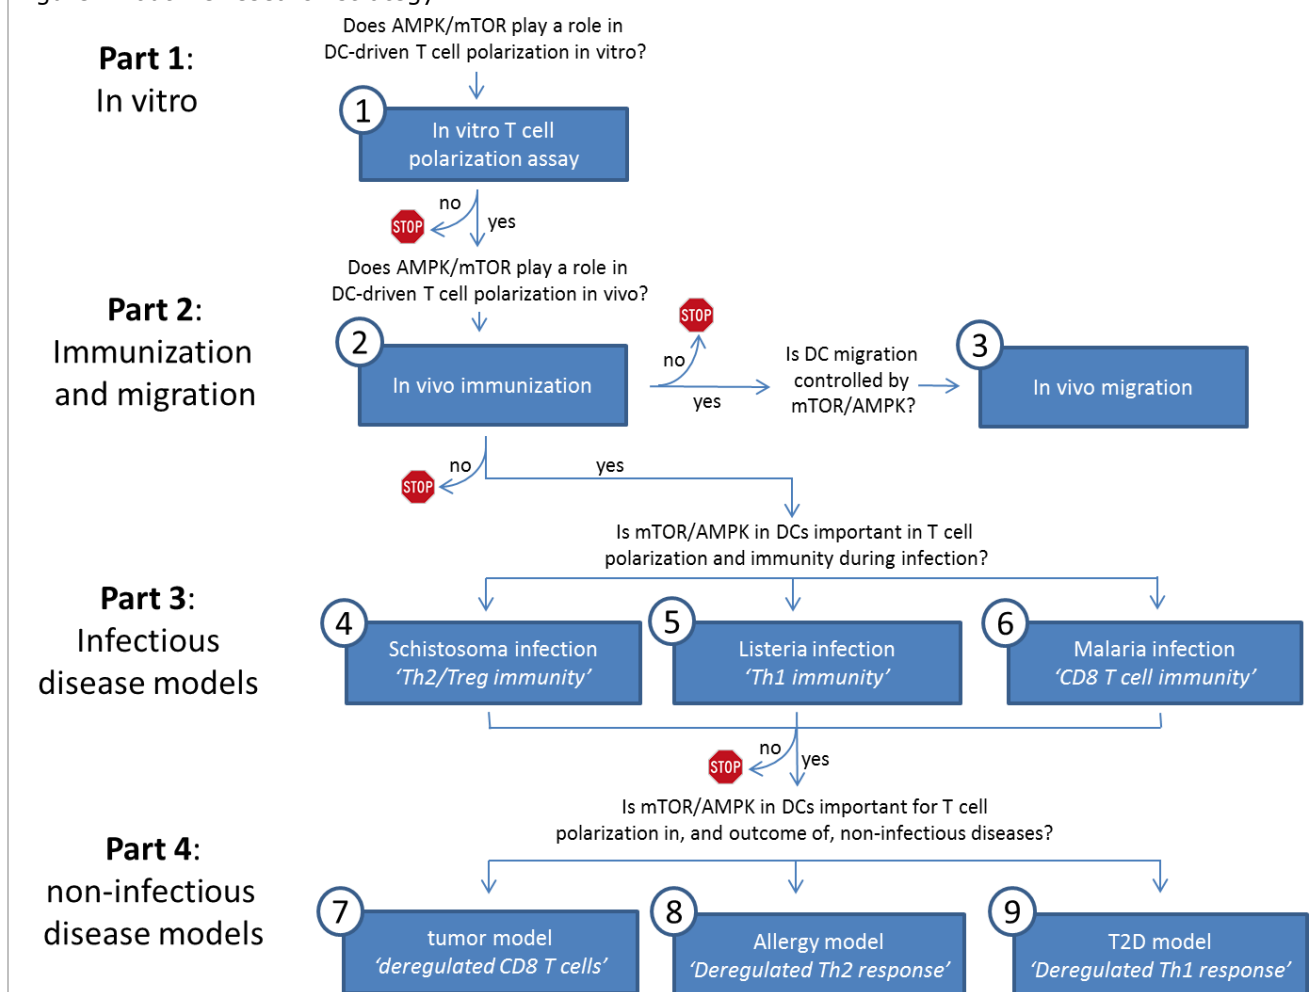 Does AMPK/mTOR play a role in
DC-driven T cell polarization in vitro?
Part 1:
In vitro
1
In vitro T cell
polarization assay
no
STOP
yes
Does AMPK/mTOR play a role in
DC-driven T cell polarization in vivo?
Part 2:
Immunization
and migration
2
In vivo immunization
STOP
no
yes
Is DC migration
controlled by
mTOR/AMPK?
3
In vivo migration
no
STOP
yes
Is mTOR/AMPK in DCs important in T cell
polarization and immunity during infection?
Part 3:
Infectious
disease models
4
Schistosoma infection
‘Th2/Treg immunity’
5
Listeria infection
‘Th1 immunity’
6
Malaria infection
‘CD8 T cell immunity’
no
STOP
yes
Is mTOR/AMPK in DCs important for T cell
polarization in, and outcome of, non-infectious diseases?
Part 4:
non-infectious
disease models
7
tumor model
‘deregulated CD8 T cells’
8
Allergy model
‘Deregulated Th2 response’
9
T2D model
‘Deregulated Th1 response’